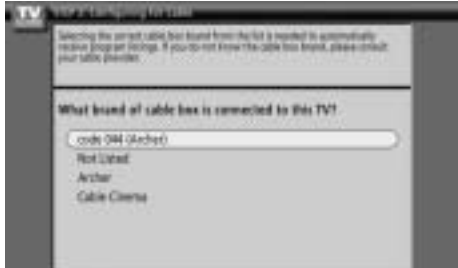 TV
Selecting the correct cable box brand from the list is needed to automatically
receive program listings. If you do not know the cable box brand, please consult
your cable provider.
What brand of cable box is connected to this TV?
code 044 (Archer)
Not Listed
Archer
Cable Cinema